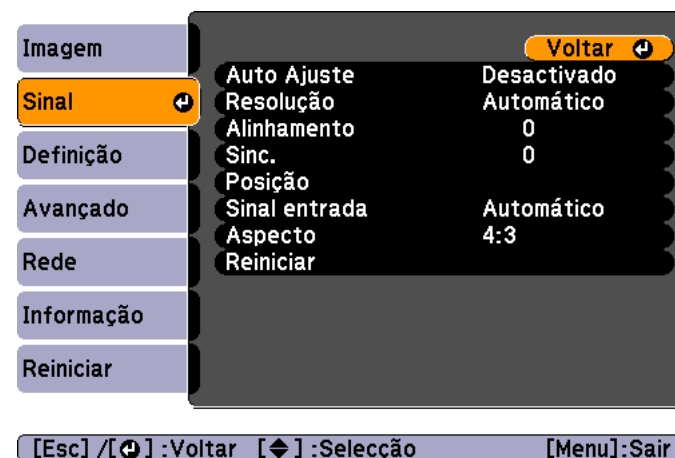 Imagem
Sinal
Definição
Avançado
Rede
Informação
Reiniciar
Voltar
Auto Ajuste Desactivado
Resolução Automático
Alinhamento 0
Sinc. 0
Posição
Sinal entrada Automático
Aspecto 4:3
Reiniciar
[Esc] /[⏎] :Voltar [◆] :Selecção [Menu]:Sair